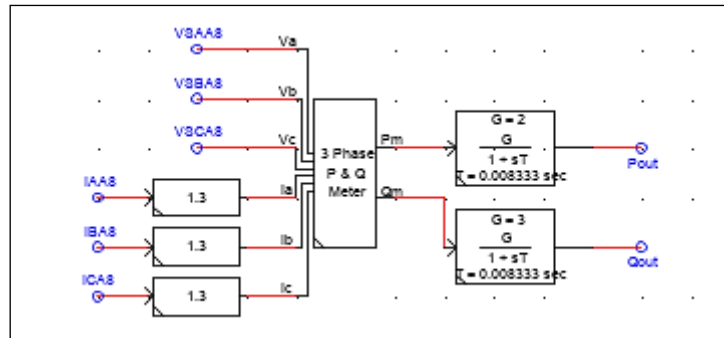 VSAA8
Va
VSBA8
Vb
VSCA8
Vc
IAA8
1.3
Ia
IBA8
1.3
Ib
ICA8
1.3
Ic
3 Phase
P & Q
Meter
Pm
Qm
G = 2
G
1 + sT
T = 0.008333 sec
Pout
G = 3
G
1 + sT
T = 0.008333 sec
Qout